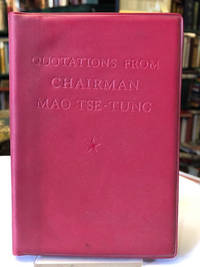 QUOTATIONS FROM
CHAIRMAN
MAO TSE-TUNG